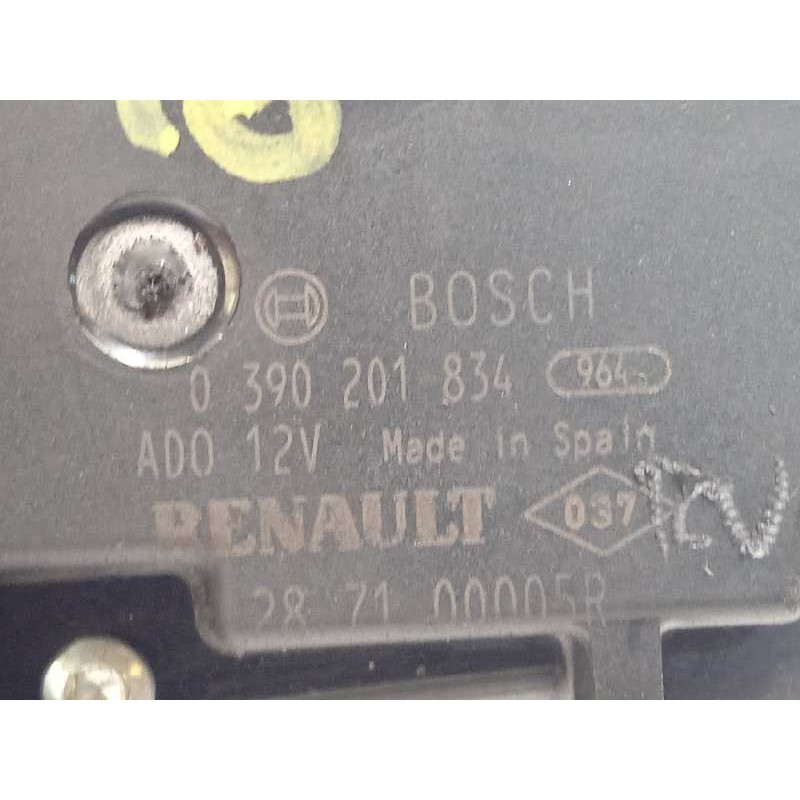 BOSCH
0 390 201 834 964
ADO 12V Made in Spain
RENAULT 037
28 71 00005R